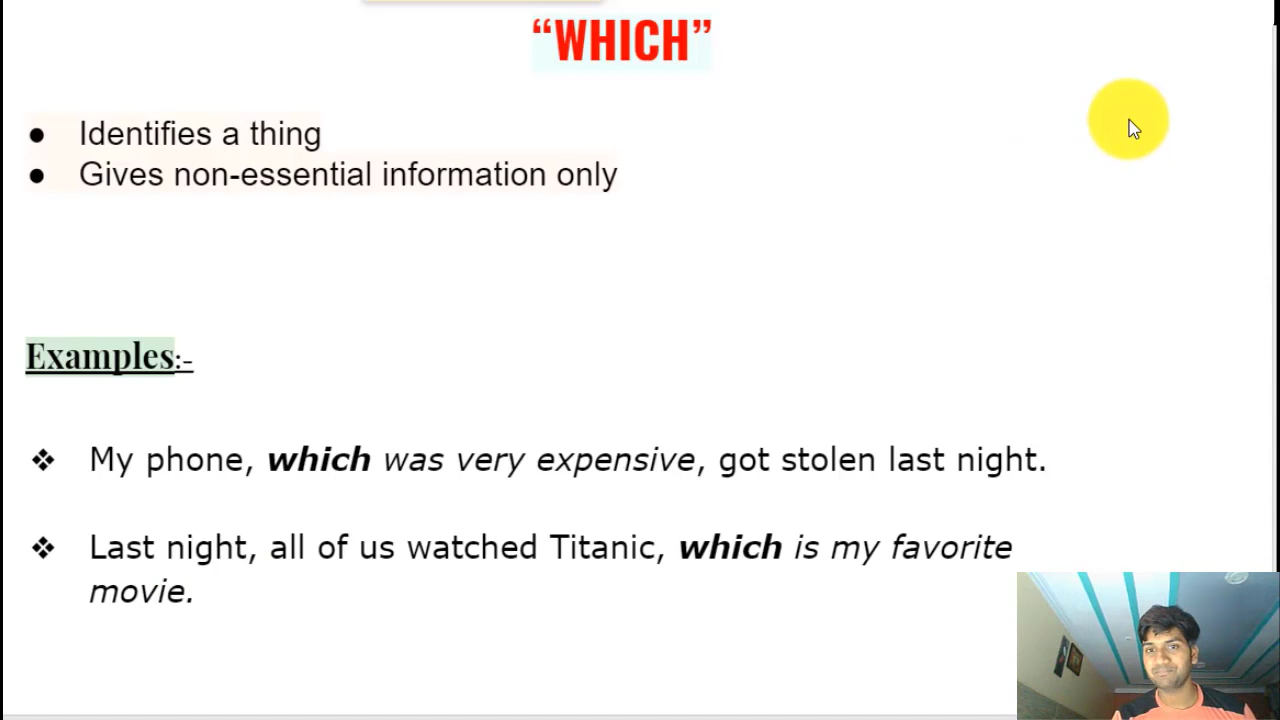 “WHICH”
● Identifies a thing
● Gives non-essential information only
Examples:-
❖ My phone, which was very expensive, got stolen last night.
❖ Last night, all of us watched Titanic, which is my favorite
movie.